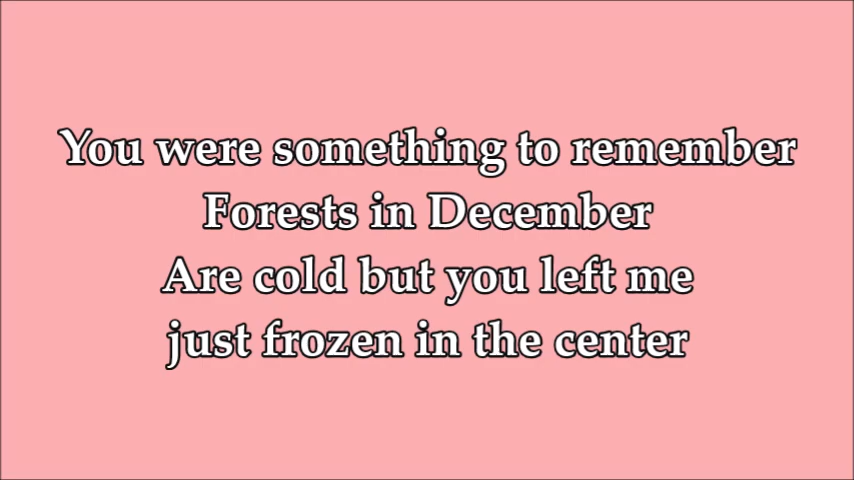 You were something to remember
Forests in December
Are cold but you left me
just frozen in the center